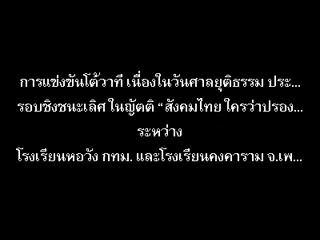 การแข่งขันโต้วาที เนื่องในวันศาลยุติธรรม ประ...
รอบชิงชนะเลิศ ในญัตติ “สังคมไทย ใครว่าปรอง...
ระหว่าง
โรงเรียนหอวัง กทม. และโรงเรียนคงคาราม จ.เพ...